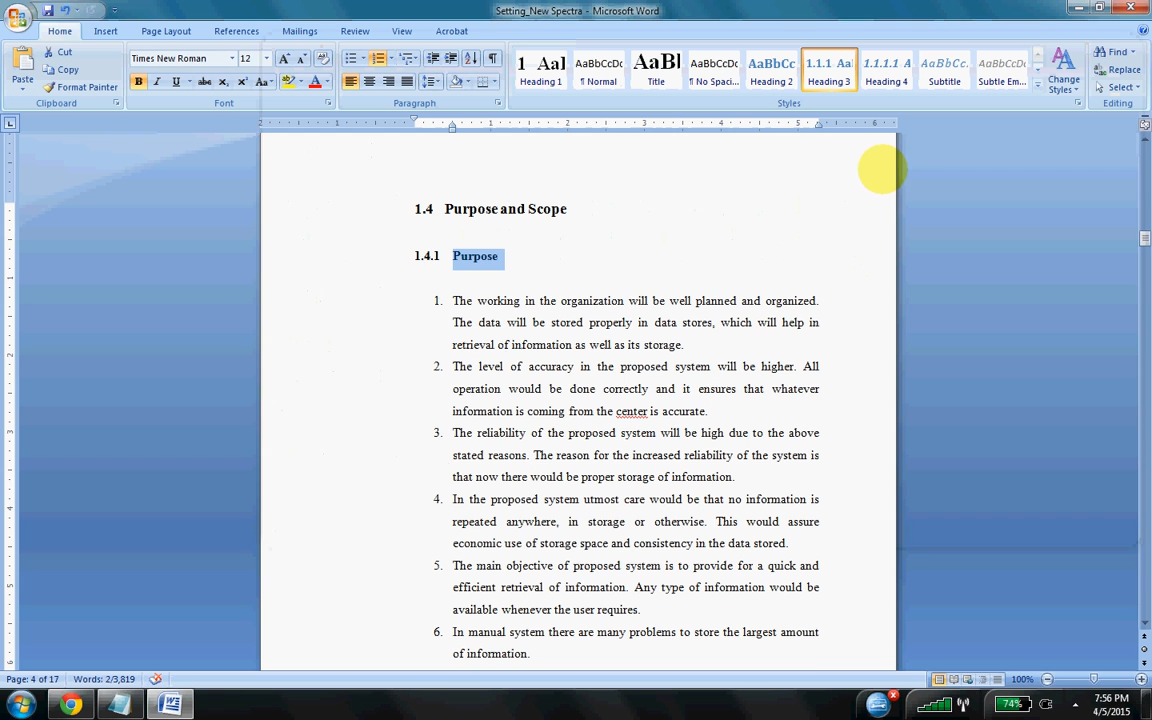 Setting_New Spectra - Microsoft Word
Home Insert Page Layout References Mailings Review View Acrobat
Paste Cut Copy Format Painter Clipboard
Times New Roman 12 Font
Paragraph
1 AaI Heading 1
AaBbCcDc ¶ Normal
AaBl Title
AaBbCcDc ¶ No Spaci...
AaBbCc Heading 2
1.1.1 Aa Heading 3
1.1.1.1 A Heading 4
AaBbCc. Subtitle
AaBbCcDc Subtle Em...
Change Styles
Styles
Find Replace Select Editing
1.4 Purpose and Scope
1.4.1 Purpose
1. The working in the organization will be well planned and organized.
The data will be stored properly in data stores, which will help in
retrieval of information as well as its storage.
2. The level of accuracy in the proposed system will be higher. All
operation would be done correctly and it ensures that whatever
information is coming from the center is accurate.
3. The reliability of the proposed system will be high due to the above
stated reasons. The reason for the increased reliability of the system is
that now there would be proper storage of information.
4. In the proposed system utmost care would be that no information is
repeated anywhere, in storage or otherwise. This would assure
economic use of storage space and consistency in the data stored.
5. The main objective of proposed system is to provide for a quick and
efficient retrieval of information. Any type of information would be
available whenever the user requires.
6. In manual system there are many problems to store the largest amount
of information.
Page: 4 of 17 Words: 2/3,819 100%
74% 7:56 PM
4/5/2015